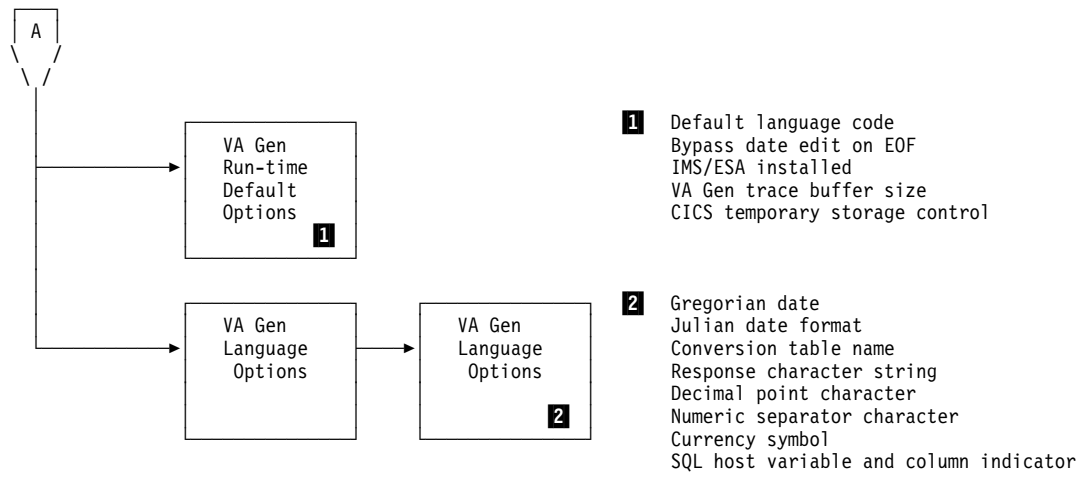 A
VA Gen
Run-time
Default
Options
1
1 Default language code
Bypass date edit on EOF
IMS/ESA installed
VA Gen trace buffer size
CICS temporary storage control
VA Gen
Language
Options
VA Gen
Language
Options
2
2 Gregorian date
Julian date format
Conversion table name
Response character string
Decimal point character
Numeric separator character
Currency symbol
SQL host variable and column indicator